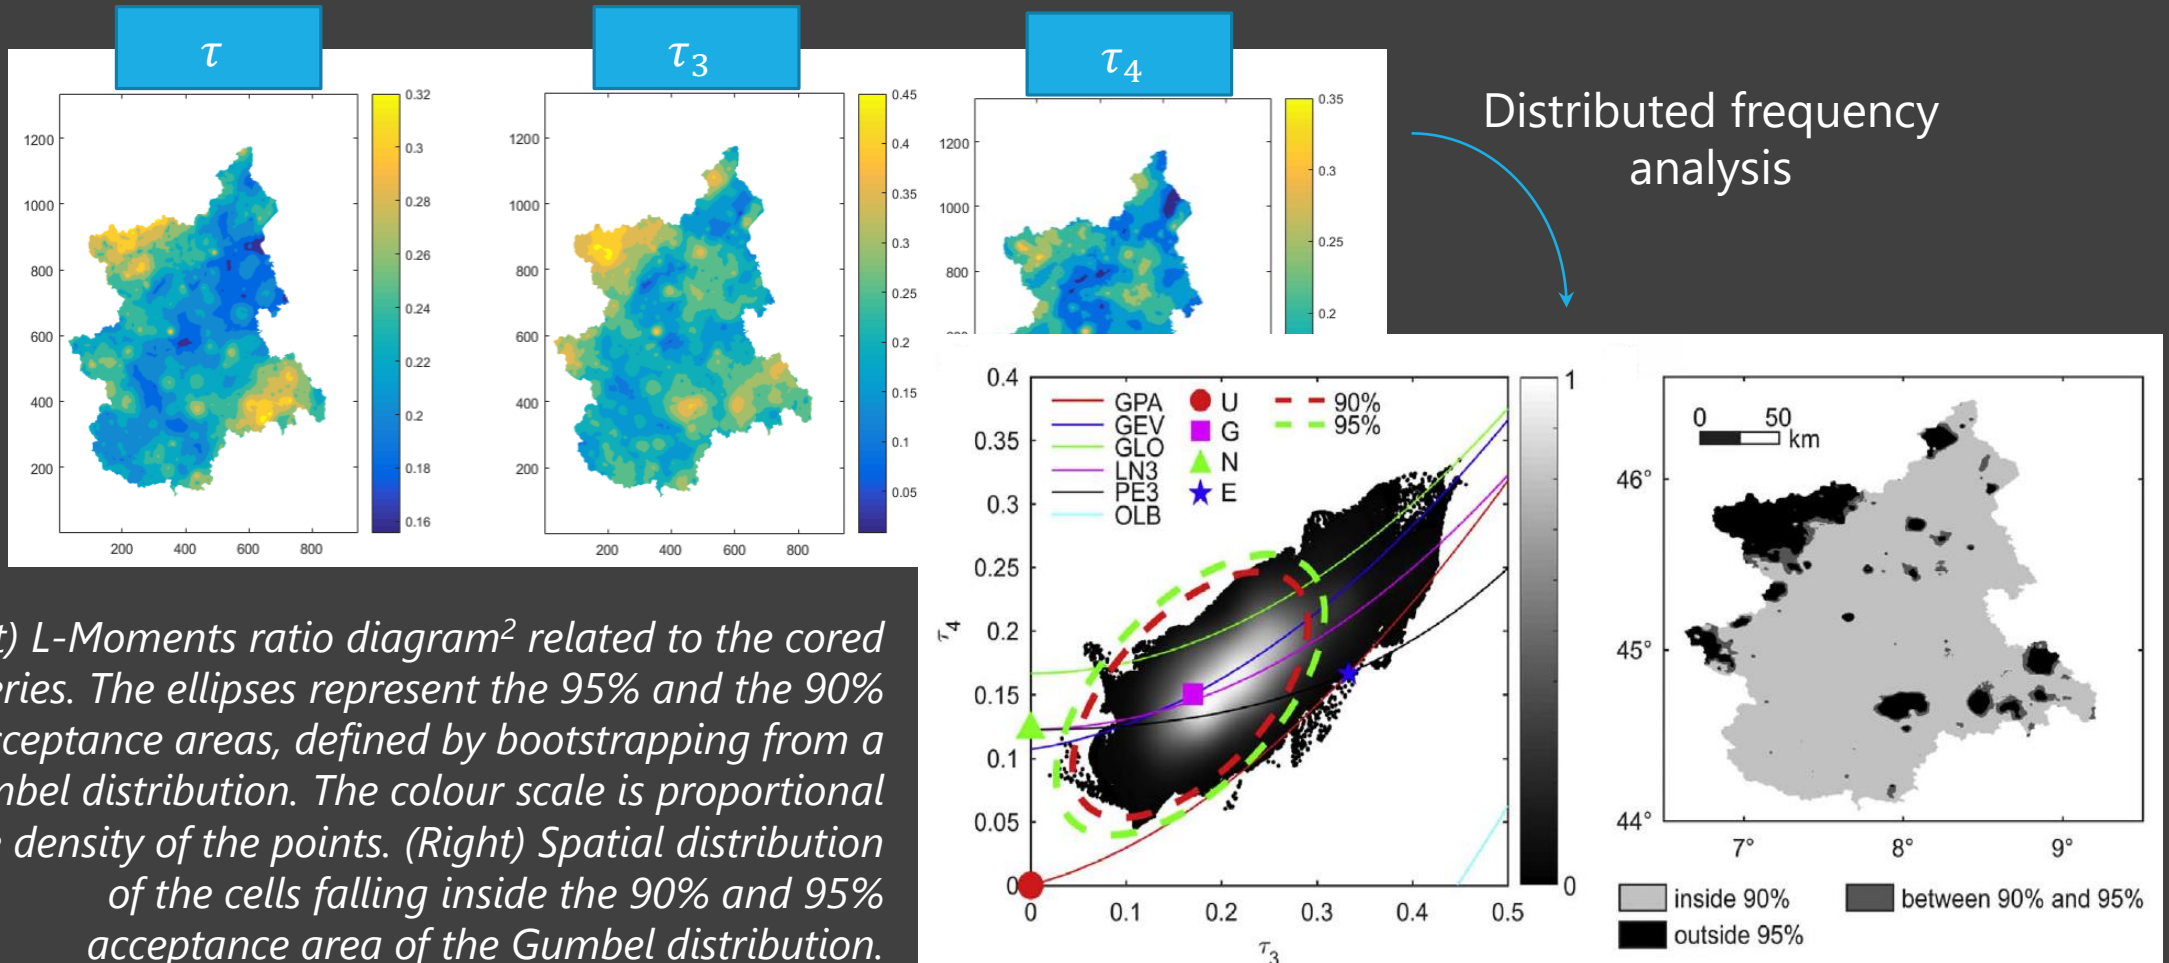 τ
τ₃
τ₄
Distributed frequency
analysis
1200
1000
800
600
400
200
200 400 600 800
0.32
0.3
0.28
0.26
0.24
0.22
0.2
0.18
0.16
1200
1000
800
600
400
200
200 400 600 800
0.45
0.4
0.35
0.3
0.25
0.2
0.15
0.1
0.05
1200
1000
800
0.35
0.3
0.25
0.2
L-Moments ratio diagram² related to the cored
The ellipses represent the 95% and the 90%
areas, defined by bootstrapping from a
distribution. The colour scale is proportional
density of the points. (Right) Spatial distribution
of the cells falling inside the 90% and 95%
acceptance area of the Gumbel distribution.
0.4
0.35
0.3
0.25
0.2
0.15
0.1
0.05
0
τ₄
0 0.1 0.2 0.3 0.4 0.5
τ₃
GPA
GEV
GLO
LN3
PE3
OLB
U
G
N
E
90%
95%
1
0
0 50
km
46°
45°
44°
7° 8° 9°
inside 90%
between 90% and 95%
outside 95%